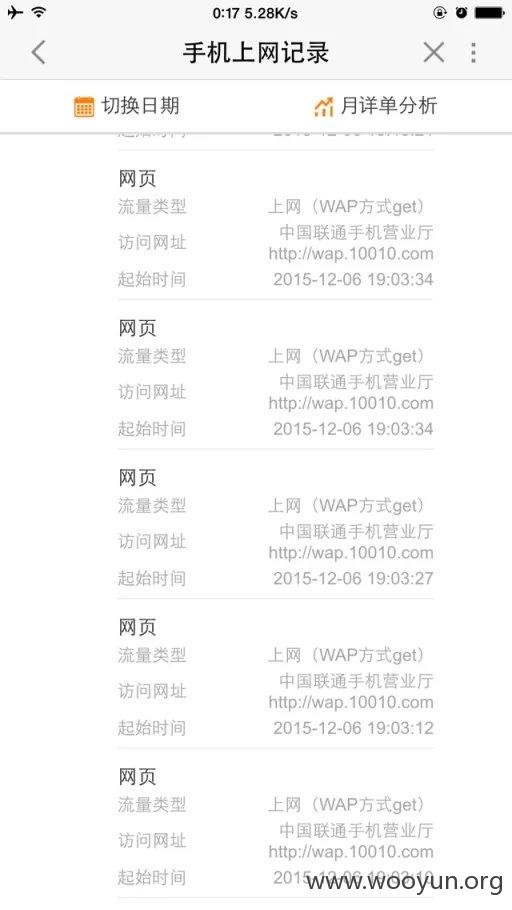 0:17 5.28K/s
手机上网记录
切换日期 月详单分析
网页
流量类型 上网（WAP方式get）
访问网址 中国联通手机营业厅
http://wap.10010.com
起始时间 2015-12-06 19:03:34
网页
流量类型 上网（WAP方式get）
访问网址 中国联通手机营业厅
http://wap.10010.com
起始时间 2015-12-06 19:03:34
网页
流量类型 上网（WAP方式get）
访问网址 中国联通手机营业厅
http://wap.10010.com
起始时间 2015-12-06 19:03:27
网页
流量类型 上网（WAP方式get）
访问网址 中国联通手机营业厅
http://wap.10010.com
起始时间 2015-12-06 19:03:12
网页
流量类型 上网（WAP方式get）
访问网址 中国联通手机营业厅
http://wap.10010.com
起始时间
www.wooyun.org